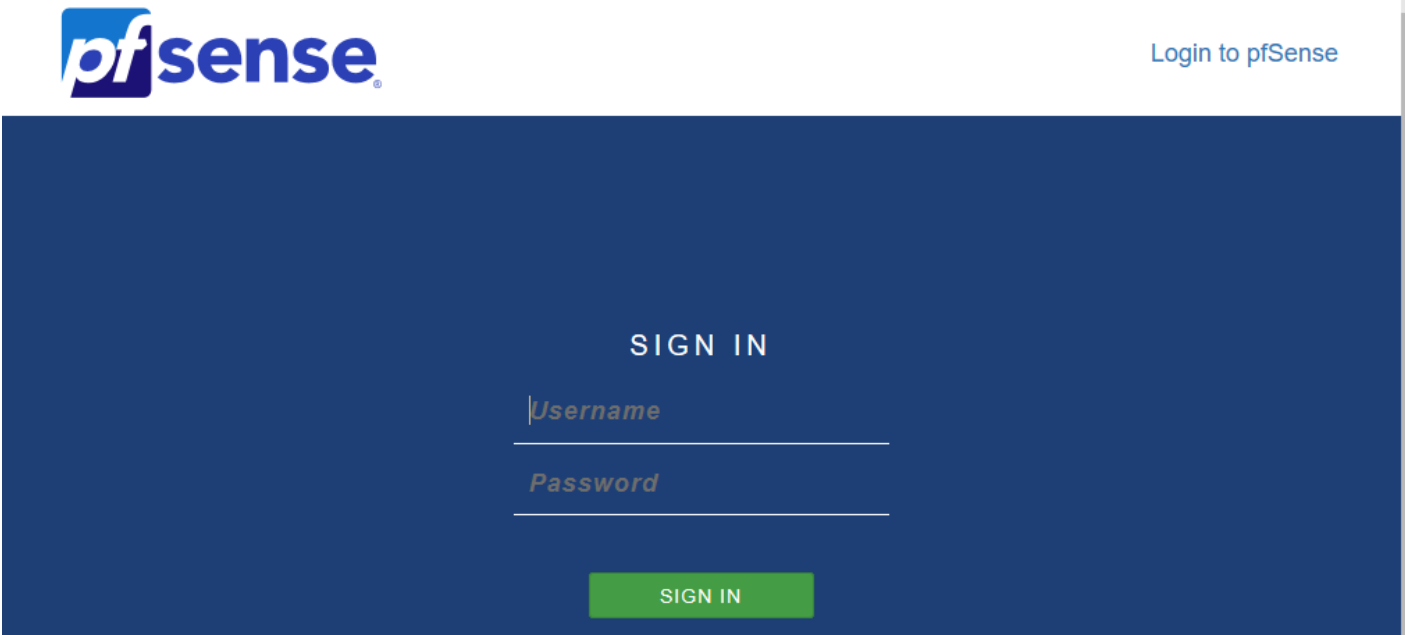 pfsense®
Login to pfSense
SIGN IN
Username
Password
SIGN IN